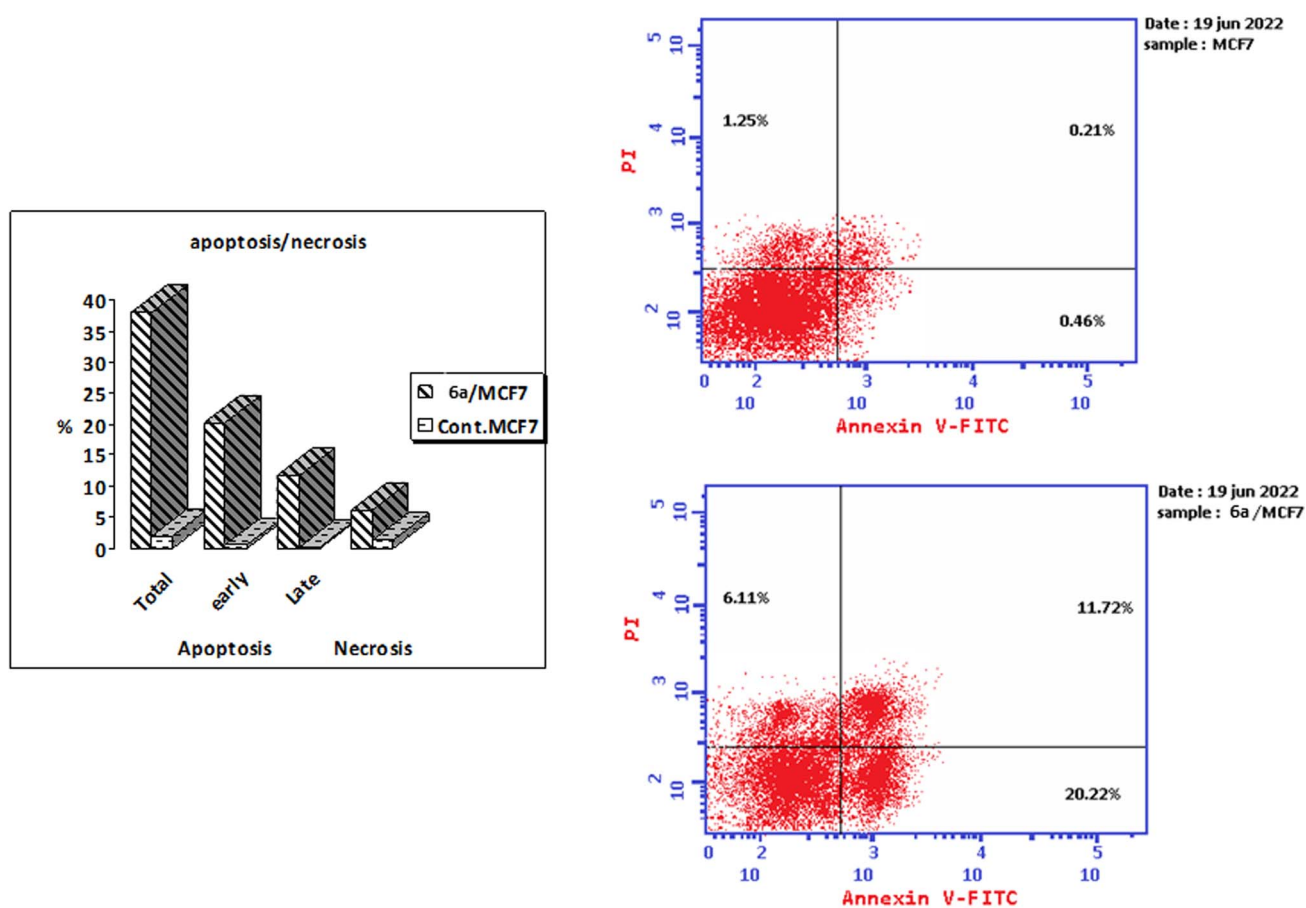 apoptosis/necrosis
40
35
30
25
% 20
15
10
5
0
Total early Late
Apoptosis Necrosis
6a/MCF7
Cont.MCF7
Date : 19 jun 2022
sample : MCF7
5 10
4 10
3 10
2 10
PI
1.25%
0.21%
0.46%
0 2 3 4 5
10 10 10 10
Annexin V-FITC
Date : 19 jun 2022
sample : 6a /MCF7
5 10
4 10
3 10
2 10
PI
6.11%
11.72%
20.22%
0 2 3 4 5
10 10 10 10
Annexin V-FITC